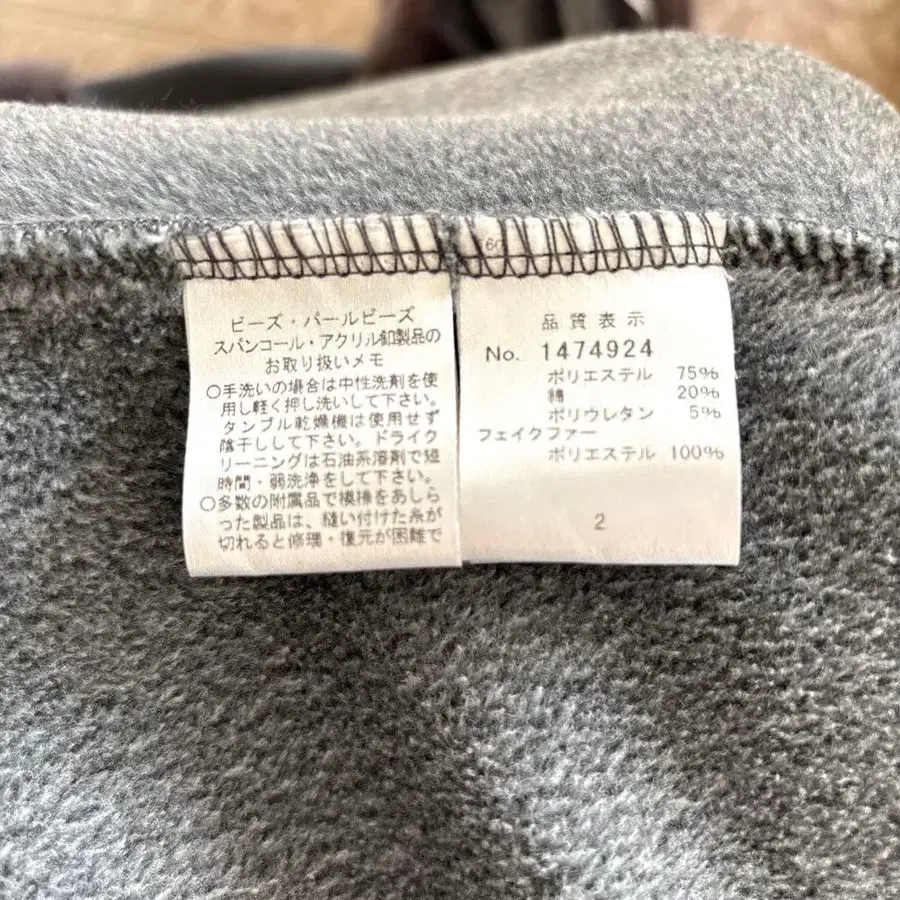 ビーズ・パールビーズ
スパンコール・アクリル釦製品の
お取り扱いメモ
○手洗いの場合は中性洗剤を使
用し軽く押し洗いして下さい。
タンブル乾燥機は使用せず
陰干しして下さい。ドライク
リーニングは石油系溶剤で短
時間・弱洗浄をして下さい。
○多数の附属品で模様をあしら
った製品は、縫い付けた糸が
切れると修理・復元が困難で
60
品質表示
No. 1474924
ポリエステル 75%
綿 20%
ポリウレタン 5%
フェイクファー
ポリエステル 100%
2